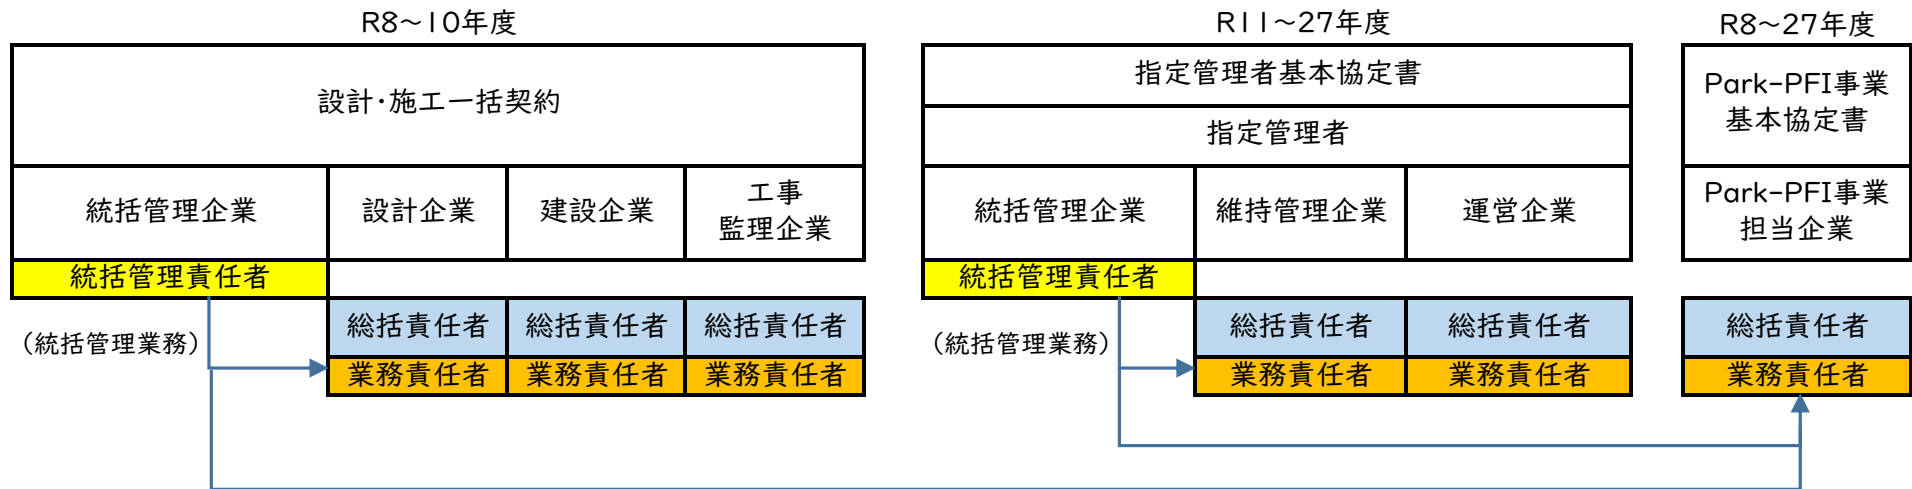 R8～10年度
R11～27年度
R8～27年度
設計・施工一括契約
指定管理者基本協定書
指定管理者
Park-PFI事業
基本協定書
統括管理企業
設計企業
建設企業
工事
監理企業
統括管理企業
維持管理企業
運営企業
Park-PFI事業
担当企業
統括管理責任者
統括管理責任者
（統括管理業務）
総括責任者
総括責任者
総括責任者
（統括管理業務）
総括責任者
総括責任者
総括責任者
業務責任者
業務責任者
業務責任者
業務責任者
業務責任者
業務責任者